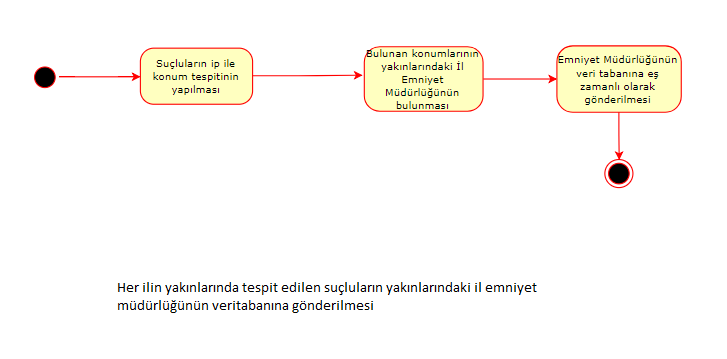 Suçluların ip ile
konum tespitinin
yapılması
Bulunan konumlarının
yakınlarındaki İl
Emniyet
Müdürlüğünün
bulunması
Emniyet Müdürlüğünün
veri tabanına eş
zamanlı olarak
gönderilmesi
Her ilin yakınlarında tespit edilen suçluların yakınlarındaki il emniyet
müdürlüğünün veritabanına gönderilmesi